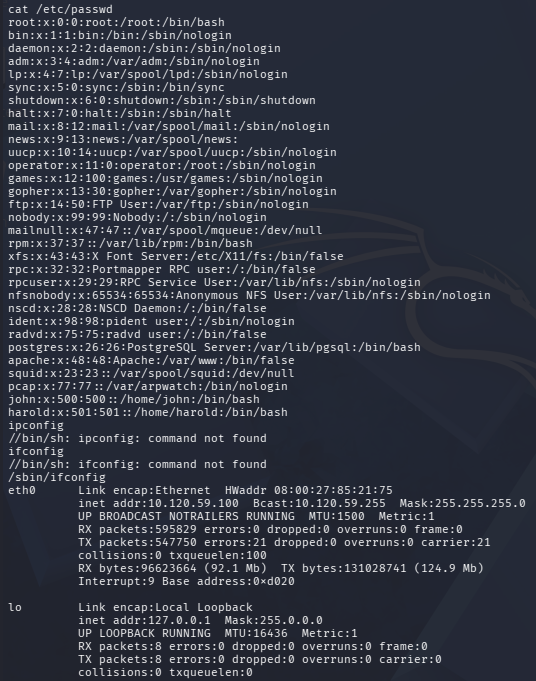 cat /etc/passwd
root:x:0:0:root:/root:/bin/bash
bin:x:1:1:bin:/bin:/sbin/nologin
daemon:x:2:2:daemon:/sbin:/sbin/nologin
adm:x:3:4:adm:/var/adm:/sbin/nologin
lp:x:4:7:lp:/var/spool/lpd:/sbin/nologin
sync:x:5:0:sync:/sbin:/bin/sync
shutdown:x:6:0:shutdown:/sbin:/sbin/shutdown
halt:x:7:0:halt:/sbin:/sbin/halt
mail:x:8:12:mail:/var/spool/mail:/sbin/nologin
news:x:9:13:news:/var/spool/news:
uucp:x:10:14:uucp:/var/spool/uucp:/sbin/nologin
operator:x:11:0:operator:/root:/sbin/nologin
games:x:12:100:games:/usr/games:/sbin/nologin
gopher:x:13:30:gopher:/var/gopher:/sbin/nologin
ftp:x:14:50:FTP User:/var/ftp:/sbin/nologin
nobody:x:99:99:Nobody:/:/sbin/nologin
mailnull:x:47:47::/var/spool/mqueue:/dev/null
rpm:x:37:37::/var/lib/rpm:/bin/bash
xfs:x:43:43:X Font Server:/etc/X11/fs:/bin/false
rpc:x:32:32:Portmapper RPC user:/:/bin/false
rpcuser:x:29:29:RPC Service User:/var/lib/nfs:/sbin/nologin
nfsnobody:x:65534:65534:Anonymous NFS User:/var/lib/nfs:/sbin/nologin
nscd:x:28:28:NSCD Daemon:/:/bin/false
ident:x:98:98:pident user:/:/sbin/nologin
radvd:x:75:75:radvd user:/:/bin/false
postgres:x:26:26:PostgreSQL Server:/var/lib/pgsql:/bin/bash
apache:x:48:48:Apache:/var/www:/bin/false
squid:x:23:23::/var/spool/squid:/dev/null
pcap:x:77:77::/var/arpwatch:/bin/nologin
john:x:500:500::/home/john:/bin/bash
harold:x:501:501::/home/harold:/bin/bash
ipconfig
//bin/sh: ipconfig: command not found
ifconfig
//bin/sh: ifconfig: command not found
/sbin/ifconfig
eth0      Link encap:Ethernet  HWaddr 08:00:27:85:21:75
          inet addr:10.120.59.100  Bcast:10.120.59.255  Mask:255.255.255.0
          UP BROADCAST NOTRAILERS RUNNING  MTU:1500  Metric:1
          RX packets:595829 errors:0 dropped:0 overruns:0 frame:0
          TX packets:547750 errors:21 dropped:0 overruns:0 carrier:21
          collisions:0 txqueuelen:100
          RX bytes:96623664 (92.1 Mb)  TX bytes:131028741 (124.9 Mb)
          Interrupt:9 Base address:0xd020

lo        Link encap:Local Loopback
          inet addr:127.0.0.1  Mask:255.0.0.0
          UP LOOPBACK RUNNING  MTU:16436  Metric:1
          RX packets:8 errors:0 dropped:0 overruns:0 frame:0
          TX packets:8 errors:0 dropped:0 overruns:0 carrier:0
          collisions:0 txqueuelen:0